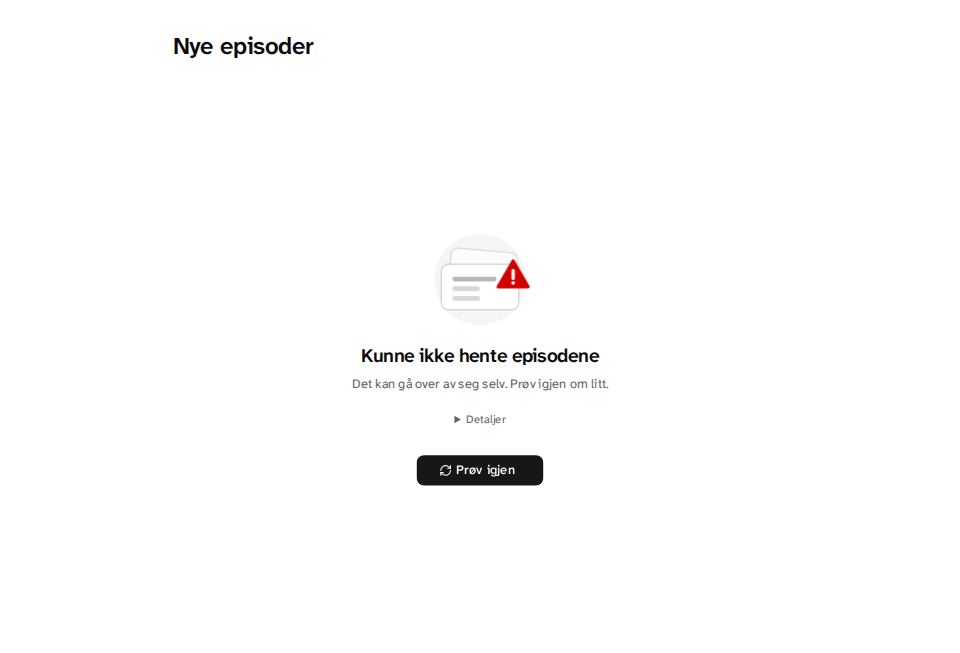 Nye episoder
Kunne ikke hente episodene
Det kan gå over av seg selv. Prøv igjen om litt.
Detaljer
Prøv igjen